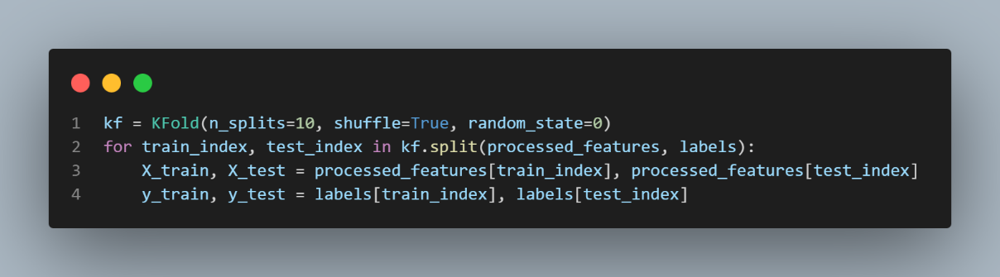 1 kf = KFold(n_splits=10, shuffle=True, random_state=0)
2 for train_index, test_index in kf.split(processed_features, labels):
3     X_train, X_test = processed_features[train_index], processed_features[test_index]
4     y_train, y_test = labels[train_index], labels[test_index]